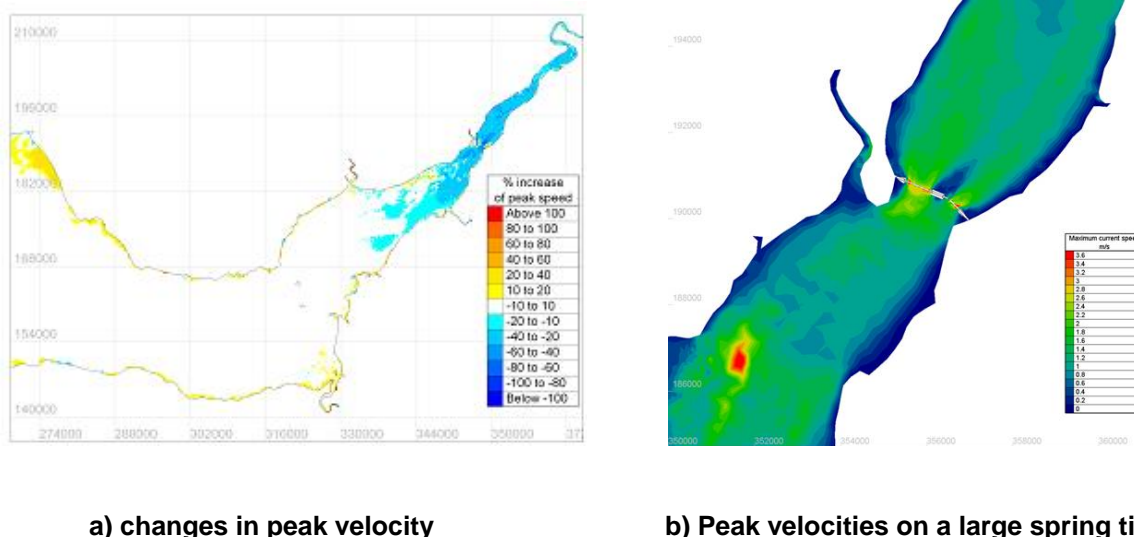 210000
196000
182000
168000
154000
140000
274000 288000 302000 316000 330000 344000 358000 372
% increase
of peak speed
Above 100
80 to 100
60 to 80
40 to 60
20 to 40
10 to 20
-10 to 10
-20 to -10
-40 to -20
-60 to -40
-80 to -60
-100 to -80
Below -100
194000
192000
190000
188000
186000
350000 352000 354000 356000 358000 360000
Maximum current speed
m/s
3.6
3.4
3.2
3
2.8
2.6
2.4
2.2
2
1.8
1.6
1.4
1.2
1
0.8
0.6
0.4
0.2
0
a) changes in peak velocity
b) Peak velocities on a large spring ti